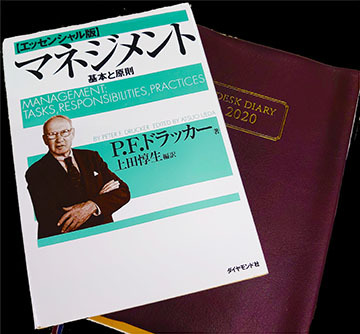 【エッセンシャル版】
マネジメント
基本と原則
MANAGEMENT:
TASKS, RESPONSIBILITIES, PRACTICES
BY PETER F. DRUCKER EDITED BY ATSUO UEDA
P.F.ドラッカー 著
上田惇生 編訳
ダイヤモンド社
DESK DIARY
2020